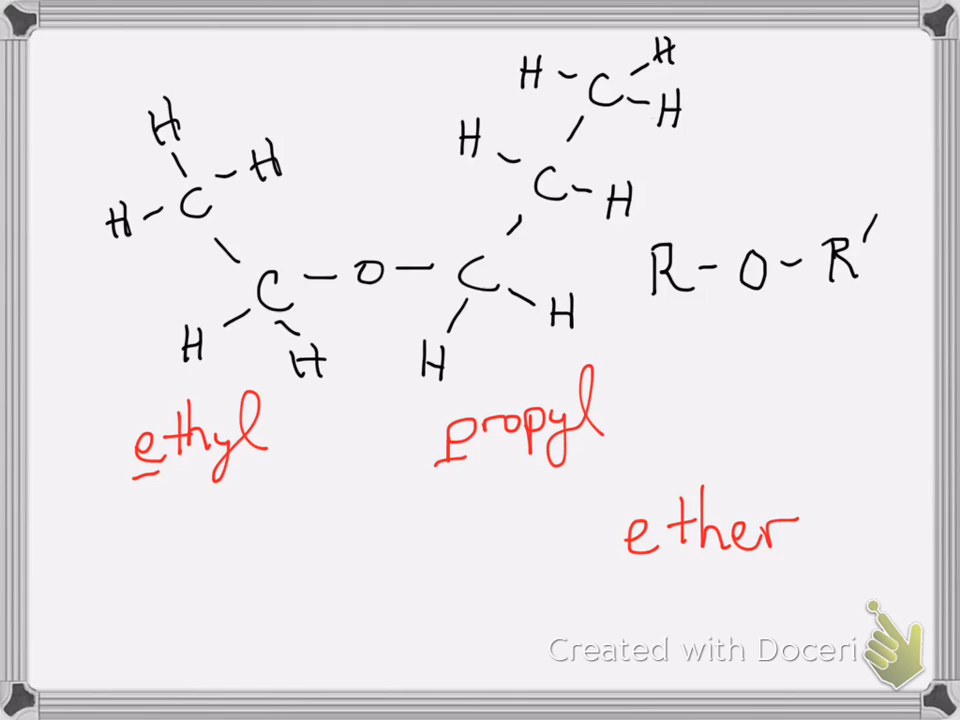 H
H - C - H
H
H - C - H
H - C - H
C - O - C
R - O - R'
H
H
H
H
ethyl
propyl
ether
Created with Doceri